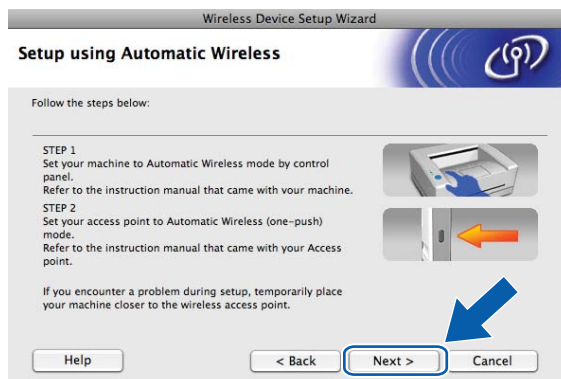 Wireless Device Setup Wizard
Setup using Automatic Wireless
Follow the steps below:
STEP 1
Set your machine to Automatic Wireless mode by control
panel.
Refer to the instruction manual that came with your machine.
STEP 2
Set your access point to Automatic Wireless (one-push)
mode.
Refer to the instruction manual that came with your Access
point.
If you encounter a problem during setup, temporarily place
your machine closer to the wireless access point.
Help
< Back
Next >
Cancel